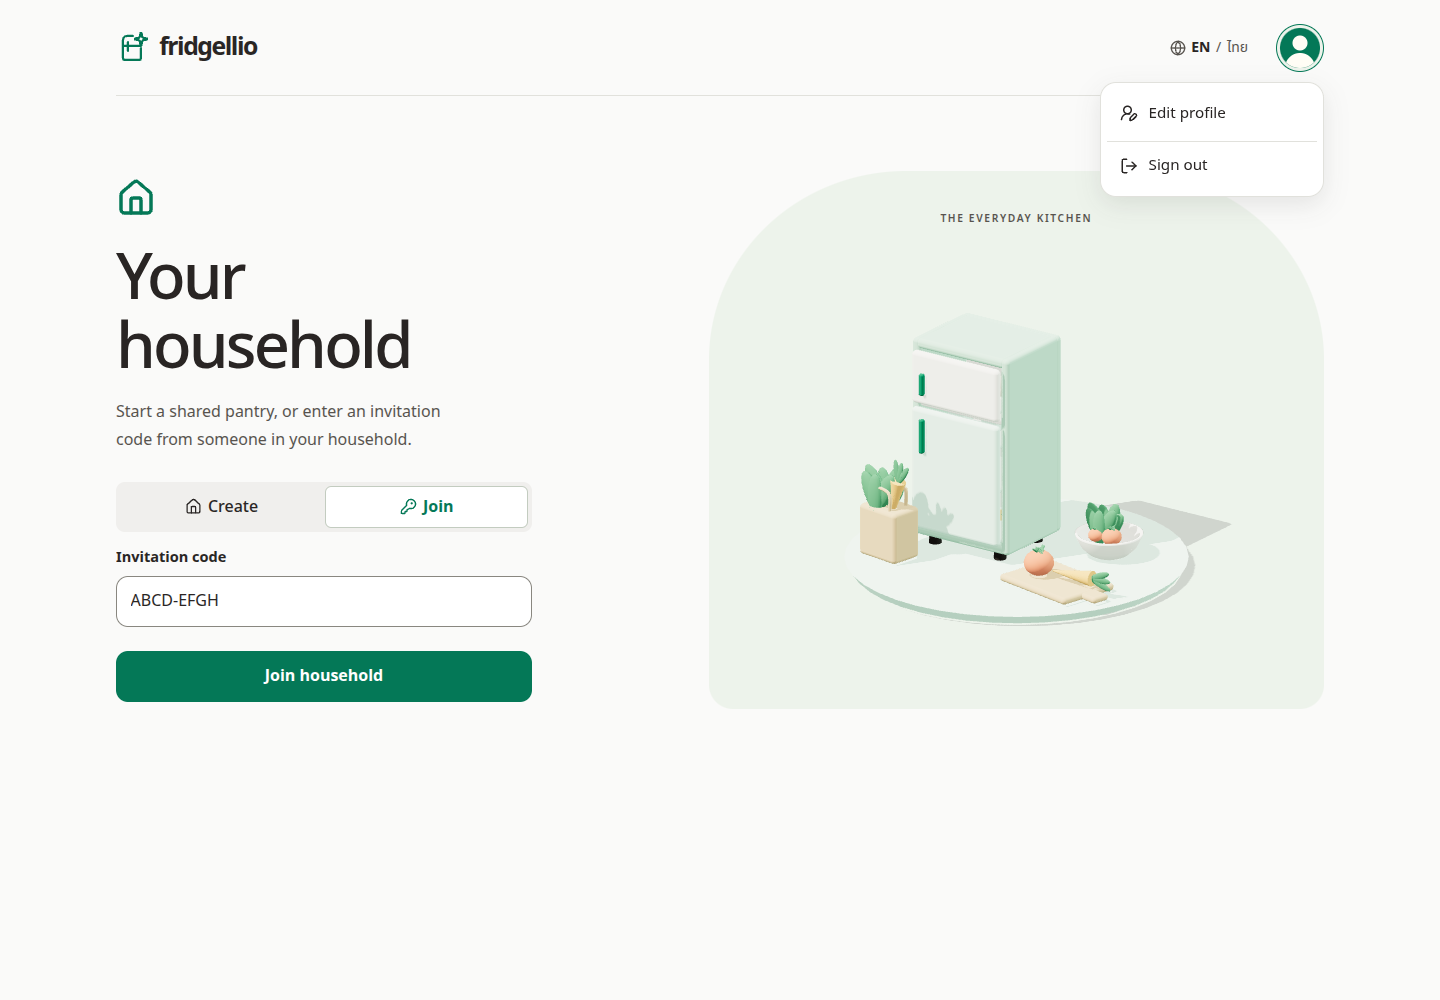 fridgellio
EN / ไทย
Edit profile
Sign out
THE EVERYDAY KITCHEN
Your
household
Start a shared pantry, or enter an invitation
code from someone in your household.
Create
Join
Invitation code
ABCD-EFGH
Join household